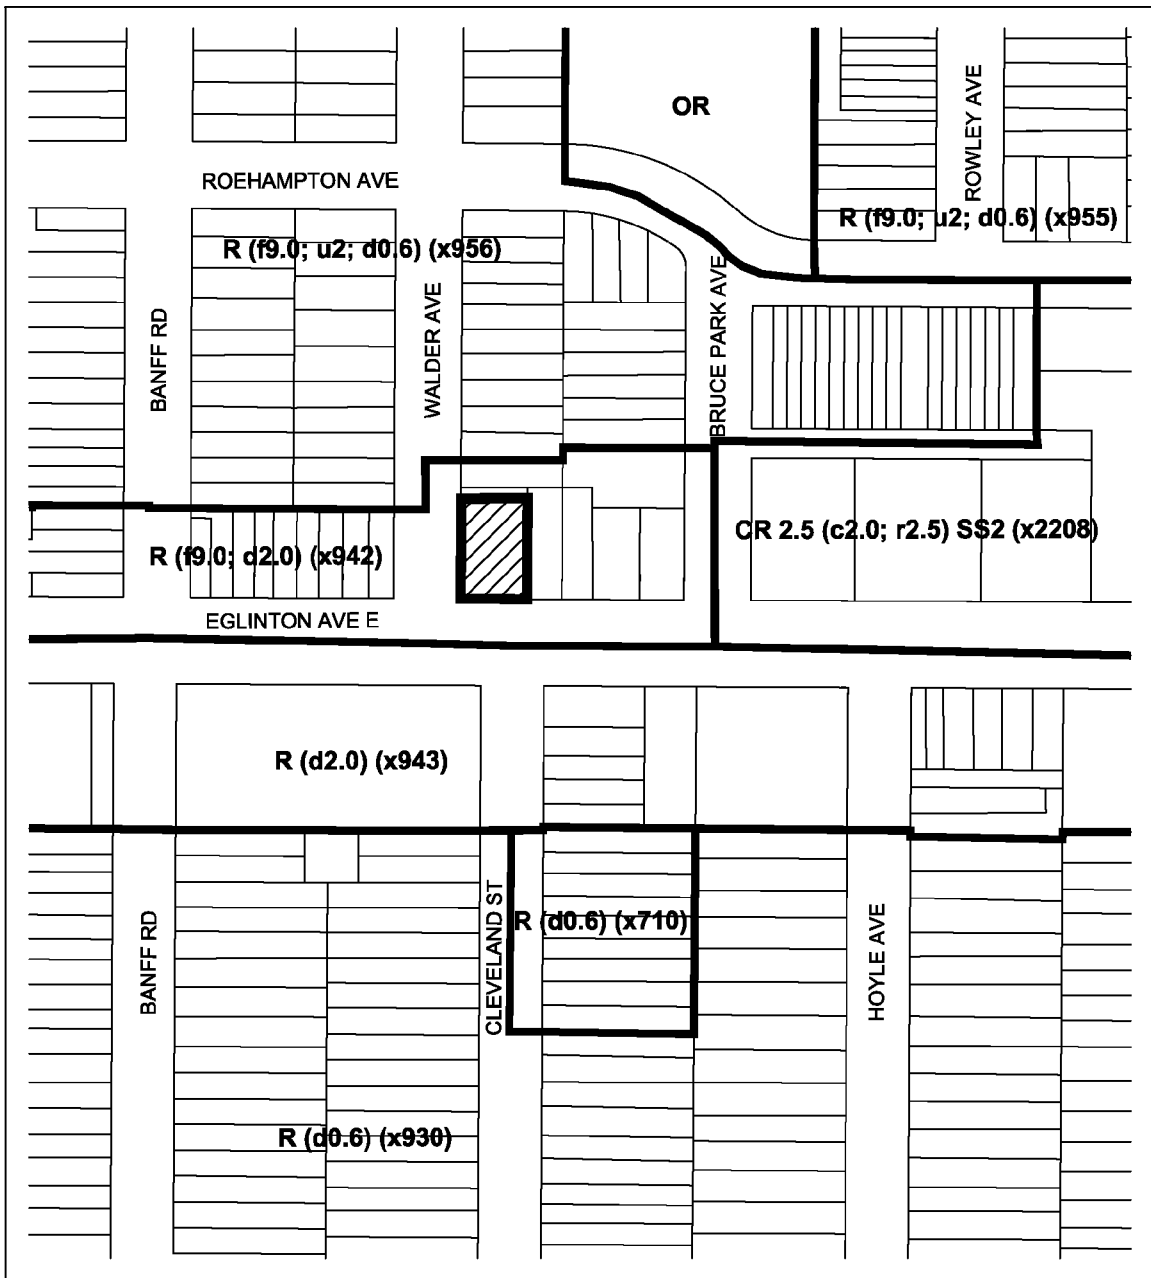 OR
ROWLEY AVE
ROEHAMPTON AVE
R (f9.0; u2; d0.6) (x955)
R (f9.0; u2; d0.6) (x956)
BANFF RD
WALDER AVE
BRUCE PARK AVE
CR 2.5 (c2.0; r2.5) SS2 (x2208)
R (f9.0; d2.0) (x942)
EGLINTON AVE E
R (d2.0) (x943)
R (d0.6) (x710)
BANFF RD
CLEVELAND ST
HOYLE AVE
R (d0.6) (x930)